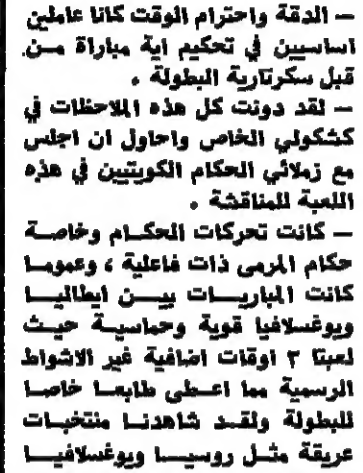 — الدقة واحترام الوقت كانا عاملين
اساسيين في تحكيم اية مباراة من
قبل سكرتارية البطولة .
— لقد دونت كل هذه الملاحظات في
كشكولي الخاص واحاول ان اجلس
مع زملائي الحكام الكويتيين في هذه
اللعبة للمناقشة .
— كانت تحركات الحكام وخاصة
حكام المرمى ذات فاعلية ، وعموما
كانت المباريات بين ايطاليا
ويوغسلافيا قوية وحماسية حيث
لعبتا ٣ اوقات اضافية غير الاشواط
الرسمية مما اعطى طابعا خاصا
للبطولة ولقد شاهدنا منتخبات
عريقة مثل روسيا ويوغسلافيا